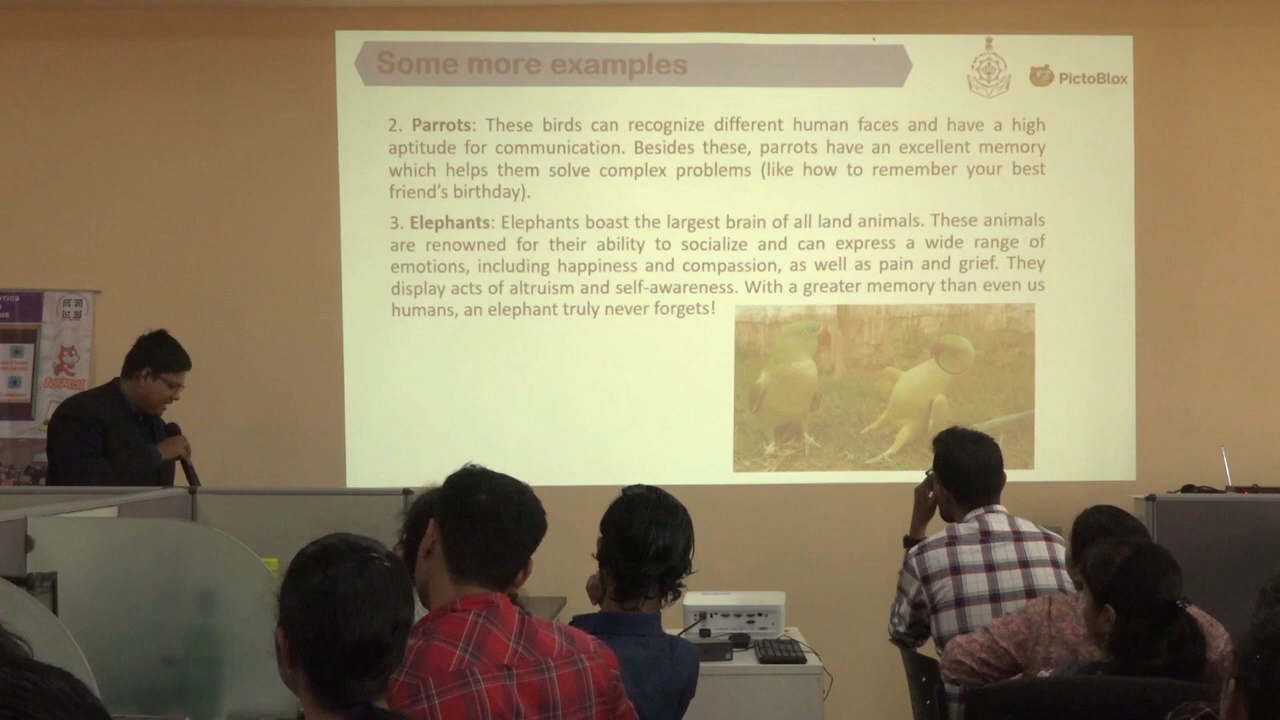 Some more examples
PictoBlox
2. Parrots: These birds can recognize different human faces and have a high
aptitude for communication. Besides these, parrots have an excellent memory
which helps them solve complex problems (like how to remember your best
friend's birthday).
3. Elephants: Elephants boast the largest brain of all land animals. These animals
are renowned for their ability to socialize and can express a wide range of
emotions, including happiness and compassion, as well as pain and grief. They
display acts of altruism and self-awareness. With a greater memory than even us
humans, an elephant truly never forgets!